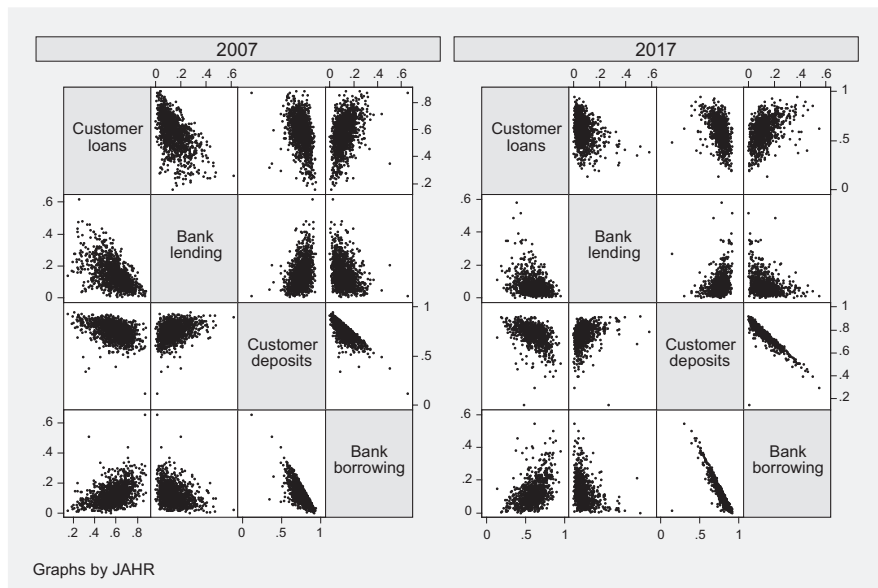 2007 2017
0 .2 .4 .6 0 .2 .4 .6 0 .2 .4 .6 0 .2 .4 .6
Customer
loans
.8
.6
.4
.2
Customer
loans
1
.5
0
.6
.4
.2
0
Bank
lending
.6
.4
.2
0
Bank
lending
Customer
deposits
1
.5
0
Customer
deposits
1
.8
.6
.4
.2
.6
.4
.2
0
Bank
borrowing
.6
.4
.2
0
Bank
borrowing
.2 .4 .6 .8 0 .5 1 0 .5 1 0 .5 1
Graphs by JAHR